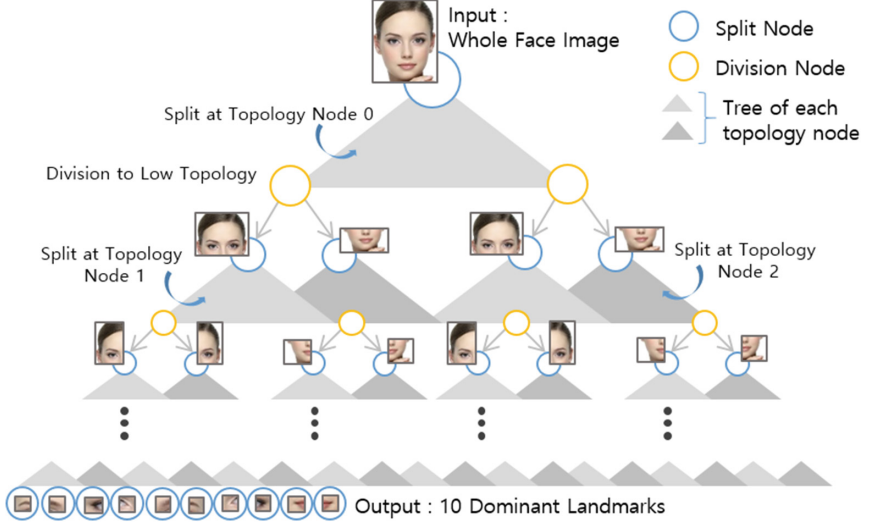 Input :
Whole Face Image
Split Node
Division Node
Tree of each
topology node
Split at Topology Node 0
Division to Low Topology
Split at Topology
Node 1
Split at Topology
Node 2
Output : 10 Dominant Landmarks